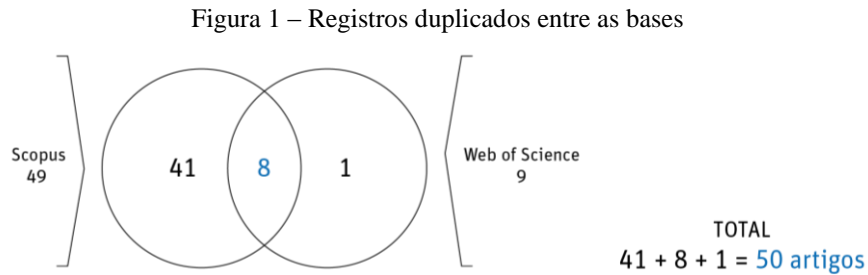 Figura 1 – Registros duplicados entre as bases
Scopus
49
41
8
1
Web of Science
9
TOTAL
41 + 8 + 1 = 50 artigos